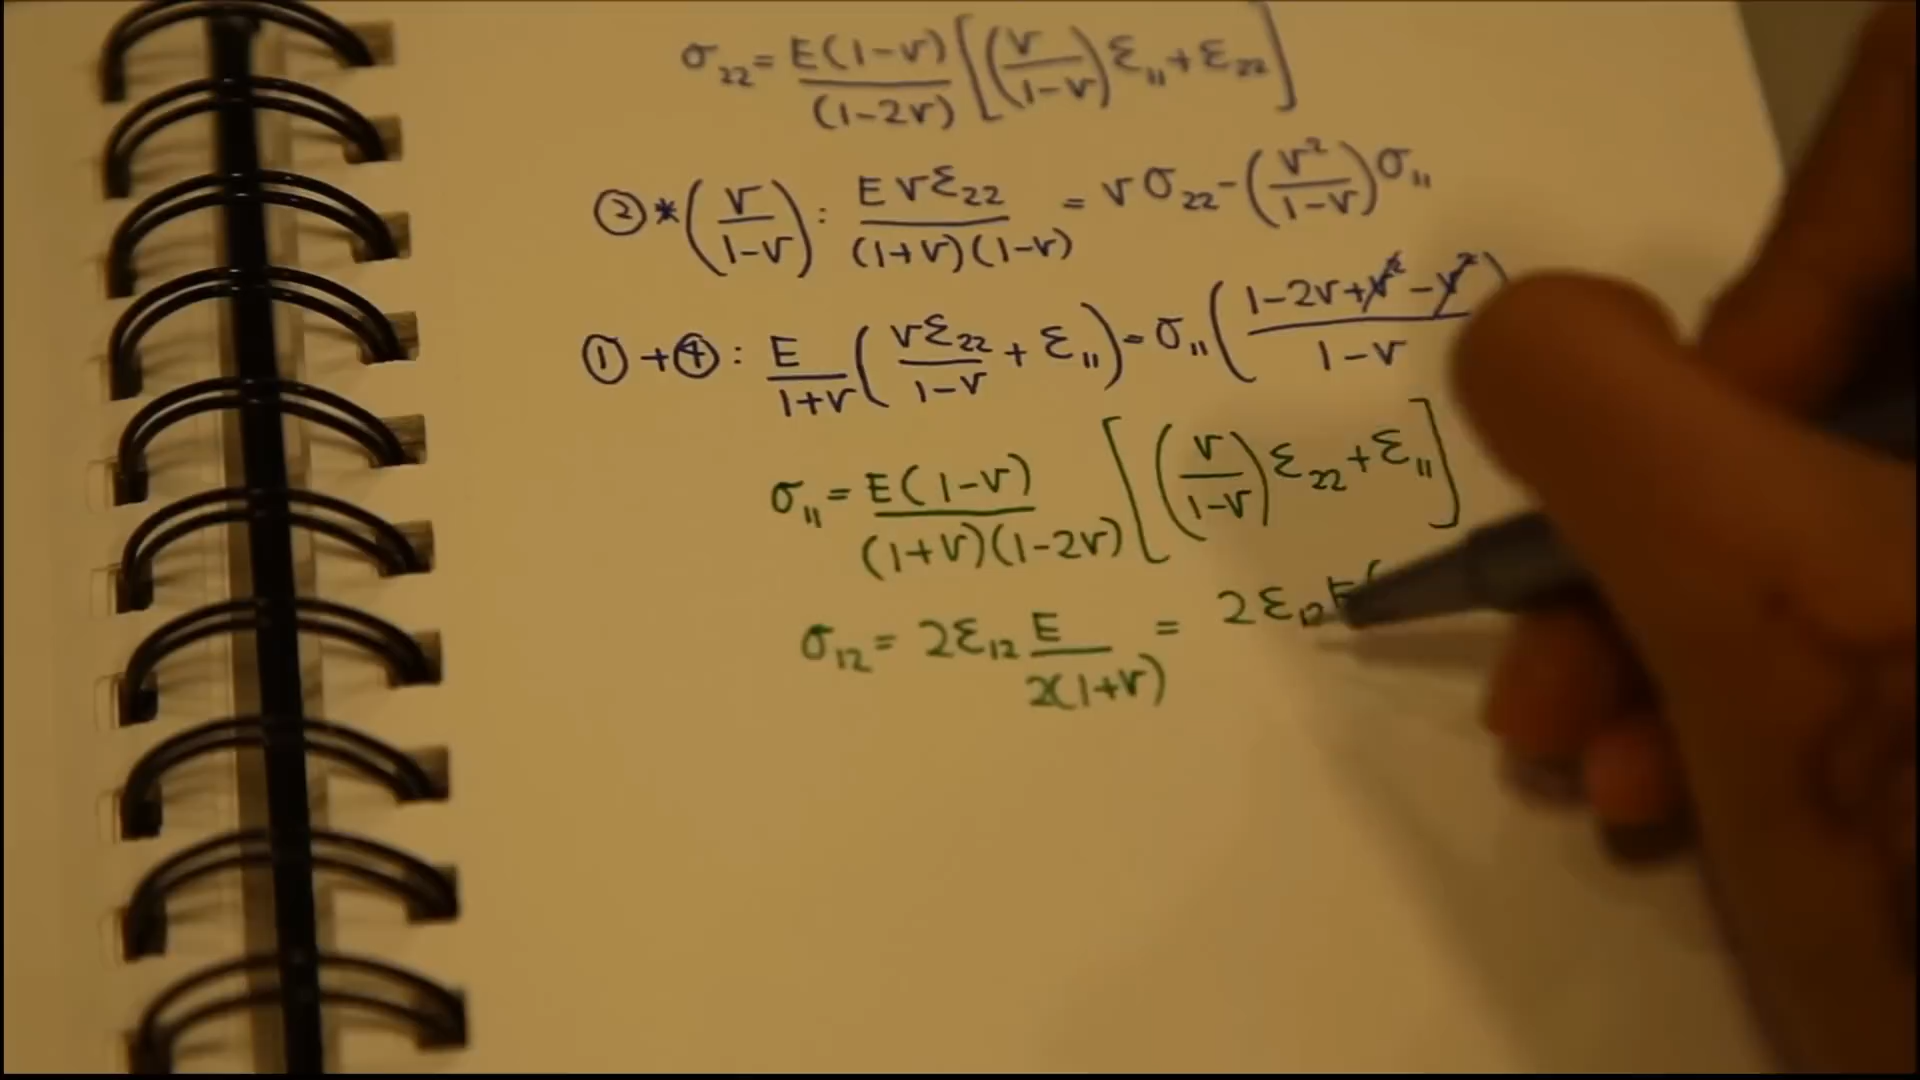 σ₂₂ = E(1-ν)/(1-2ν) [(ν/1-ν) ε₁₁ + ε₂₂]
② * (ν/1-ν) : Eνε₂₂/(1+ν)(1-ν) = νσ₂₂ - (ν²/1-ν) σ₁₁
① + ④ : E/1+ν (νε₂₂/1-ν + ε₁₁) = σ₁₁ (1-2ν+ν²-ν²/1-ν)
σ₁₁ = E(1-ν)/(1+ν)(1-2ν) [(ν/1-ν) ε₂₂ + ε₁₁]
σ₁₂ = 2ε₁₂ E/2(1+ν) = 2ε₁₂ E(